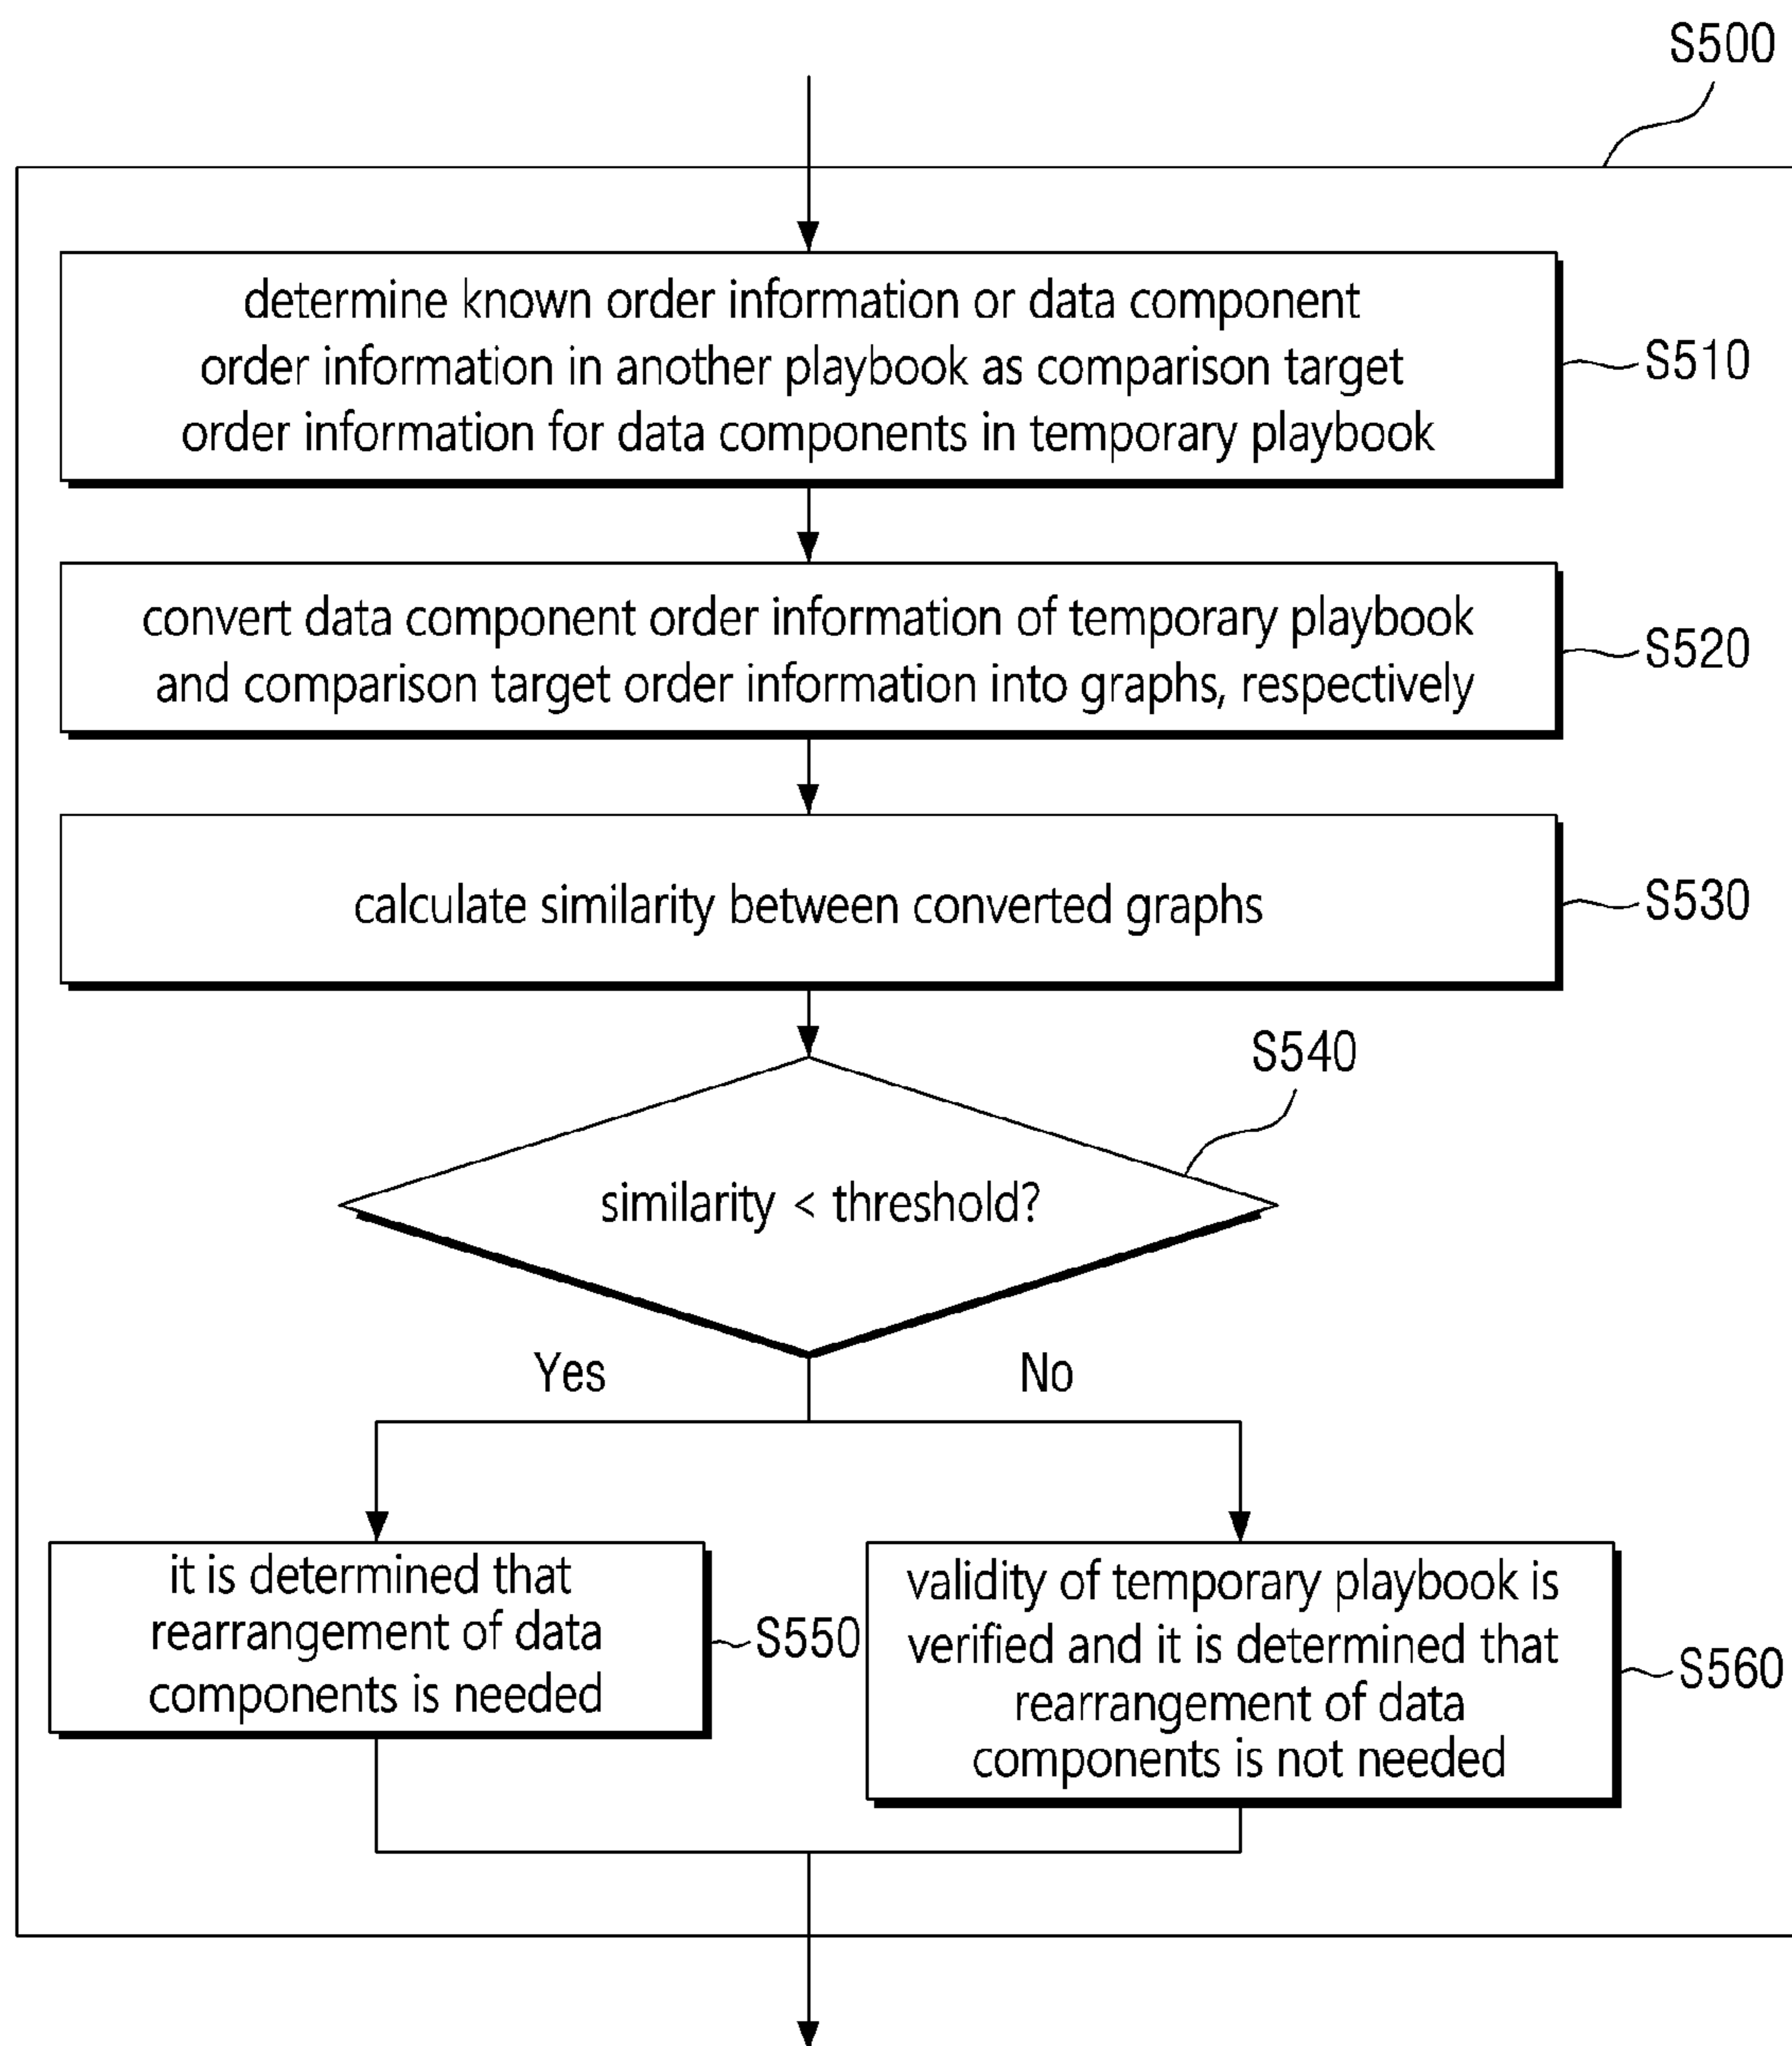 S500
determine known order information or data component
order information in another playbook as comparison target
order information for data components in temporary playbook
S510
convert data component order information of temporary playbook
and comparison target order information into graphs, respectively
S520
calculate similarity between converted graphs
S530
S540
similarity < threshold?
Yes
No
it is determined that
rearrangement of data
components is needed
S550
validity of temporary playbook is
verified and it is determined that
rearrangement of data
components is not needed
S560